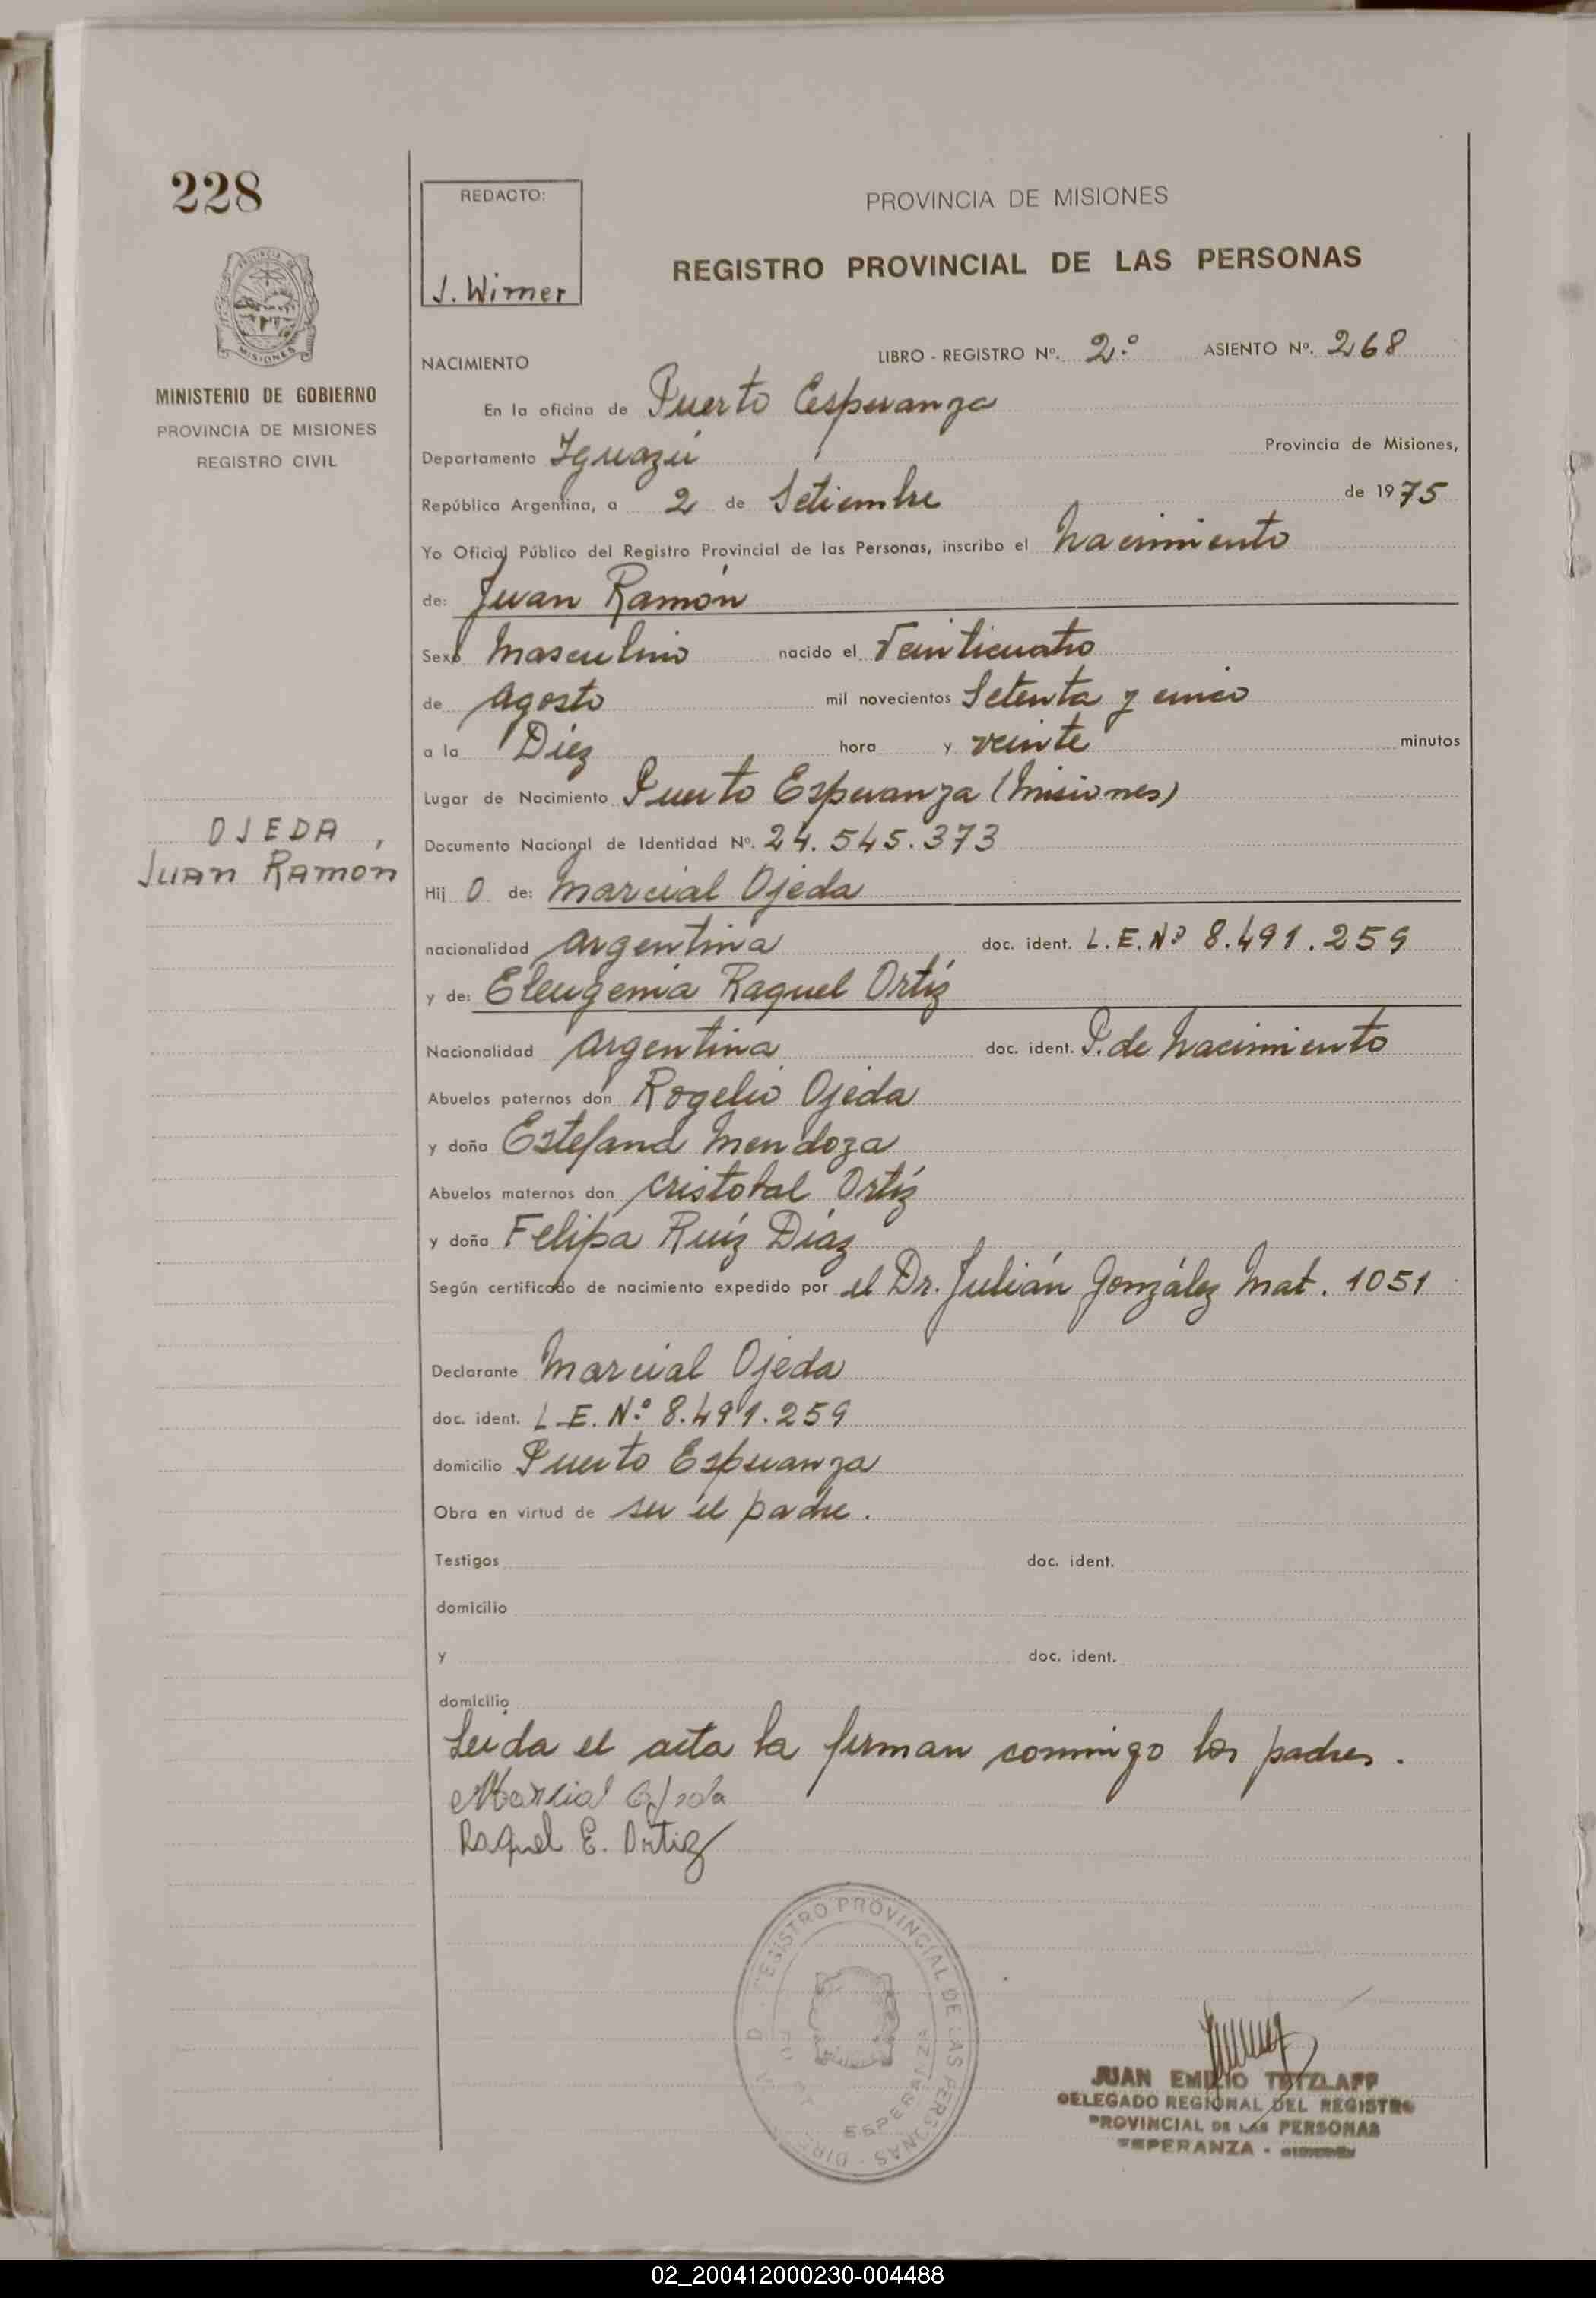 228
MISIONES
MINISTERIO DE GOBIERNO
PROVINCIA DE MISIONES
REGISTRO CIVIL
OJEDA,
Juan Ramón
REDACTO:
J. Wirner
PROVINCIA DE MISIONES
REGISTRO PROVINCIAL DE LAS PERSONAS
NACIMIENTO LIBRO - REGISTRO Nº. 2.º ASIENTO Nº. 268
En la oficina de Puerto Esperanza
Departamento Iguazú Provincia de Misiones,
República Argentina, a 2 de Setiembre de 1975
Yo Oficial Público del Registro Provincial de las Personas, inscribo el Nacimiento
de: Juan Ramón
Sexo Masculino nacido el Veinticuatro
de Agosto mil novecientos Setenta y cinco
a la Diez hora y veinte minutos
Lugar de Nacimiento Puerto Esperanza (Misiones)
Documento Nacional de Identidad Nº. 24.545.373
Hij O de: Marcial Ojeda
nacionalidad argentina doc. ident. L.E. Nº 8.491.259
y de: Eleugenia Raquel Ortíz
Nacionalidad argentina doc. ident. P. de Nacimiento
Abuelos paternos don Rogelio Ojeda
y doña Estefana Mendoza
Abuelos maternos don Cristobal Ortíz
y doña Felipa Ruíz Díaz
Según certificado de nacimiento expedido por el Dr. Julián González Mat. 1051
Declarante Marcial Ojeda
doc. ident. L.E. N.º 8.491.259
domicilio Puerto Esperanza
Obra en virtud de ser el padre.
Testigos doc. ident.
domicilio
y doc. ident.
domicilio
Leida el acta la firman conmigo los padres.
Marcial Ojeda
Raquel E. Ortiz
REGISTRO PROVINCIAL DE LAS PERSONAS
ESPERANZA
JUAN EMILIO TETZLAFF
DELEGADO REGIONAL DEL REGISTRO
PROVINCIAL DE LAS PERSONAS
ESPERANZA -
02_200412000230-004488